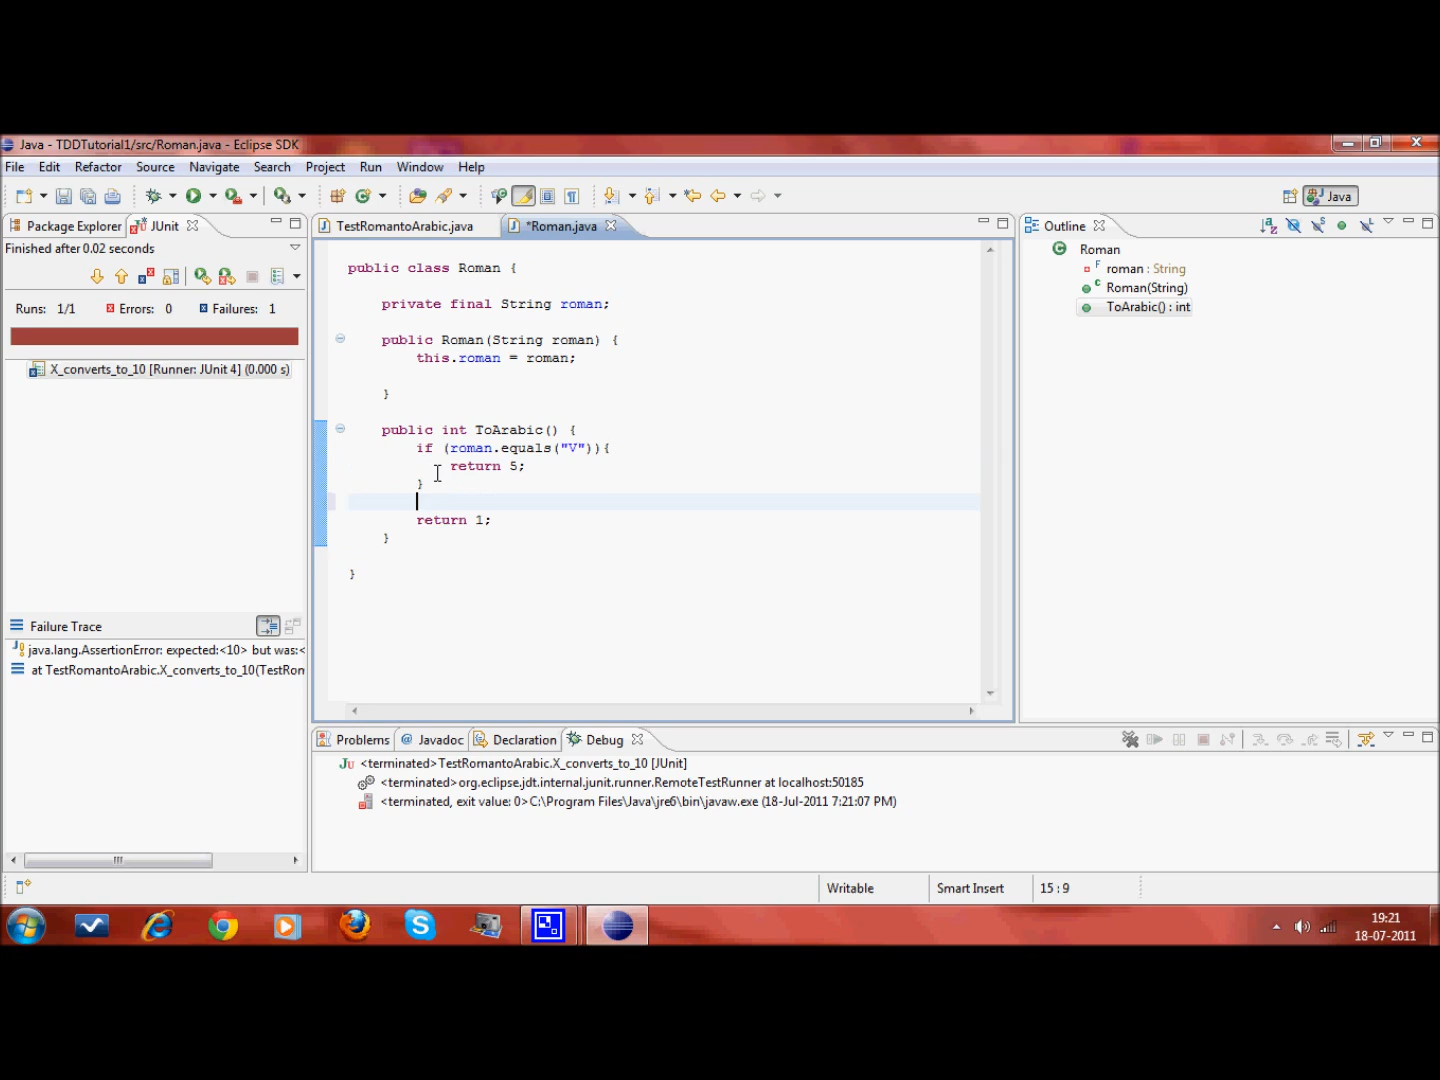 Java - TDDTutorial1/src/Roman.java - Eclipse SDK
File Edit Refactor Source Navigate Search Project Run Window Help
Java
Package Explorer JUnit
TestRomantoArabic.java *Roman.java
Outline
Finished after 0.02 seconds
Runs: 1/1 Errors: 0 Failures: 1
X_converts_to_10 [Runner: JUnit 4] (0.000 s)
public class Roman {
private final String roman;
public Roman(String roman) {
this.roman = roman;
}
public int ToArabic() {
if (roman.equals("V")){
return 5;
}
return 1;
}
}
Roman
roman : String
Roman(String)
ToArabic() : int
Failure Trace
java.lang.AssertionError: expected:<10> but was:<
at TestRomantoArabic.X_converts_to_10(TestRon
Problems Javadoc Declaration Debug
<terminated>TestRomantoArabic.X_converts_to_10 [JUnit]
<terminated>org.eclipse.jdt.internal.junit.runner.RemoteTestRunner at localhost:50185
<terminated, exit value: 0>C:\Program Files\Java\jre6\bin\javaw.exe (18-Jul-2011 7:21:07 PM)
Writable Smart Insert 15 : 9
19:21
18-07-2011